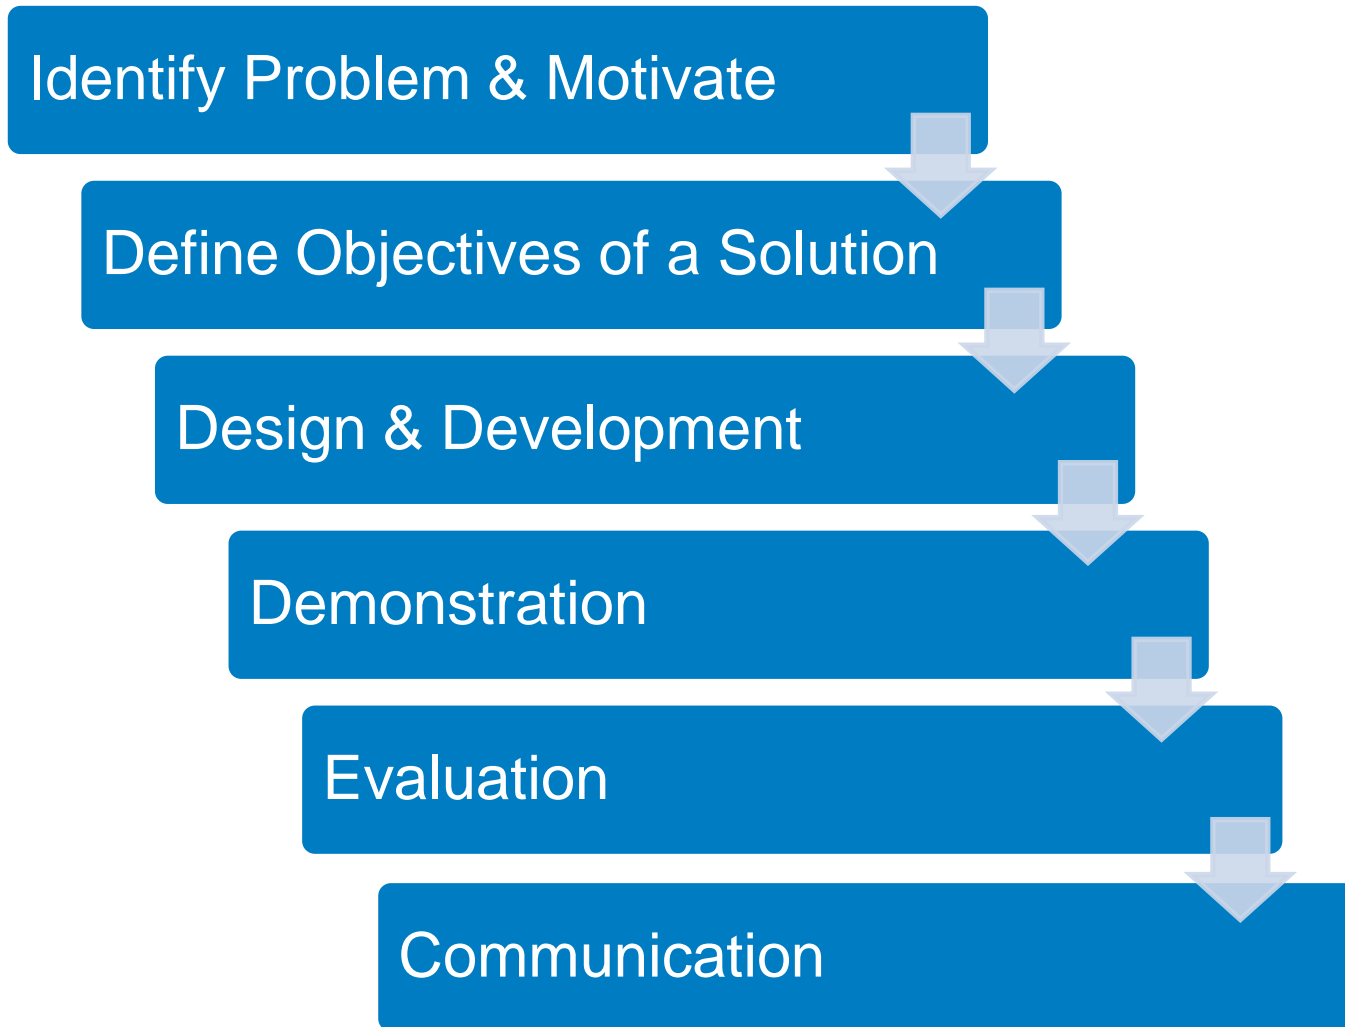 Identify Problem & Motivate
Define Objectives of a Solution
Design & Development
Demonstration
Evaluation
Communication